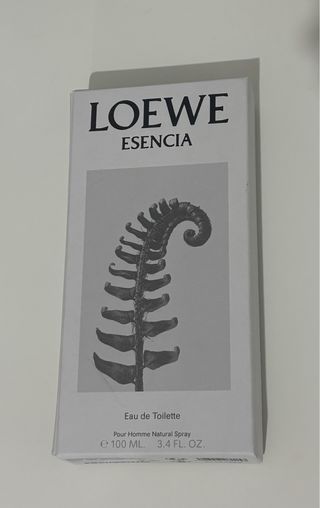 LOEWE
ESENCIA
Eau de Toilette
Pour Homme Natural Spray
℮ 100 ML. 3.4 FL. OZ.